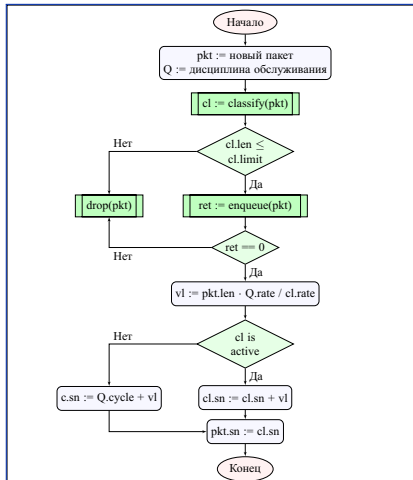 Начало
pkt := новый пакет
Q := дисциплина обслуживания
cl := classify(pkt)
cl.len ≤
cl.limit
Нет
Да
drop(pkt)
ret := enqueue(pkt)
ret == 0
Нет
Да
vl := pkt.len · Q.rate / cl.rate
cl is
active
Нет
Да
c.sn := Q.cycle + vl
cl.sn := cl.sn + vl
pkt.sn := cl.sn
Конец